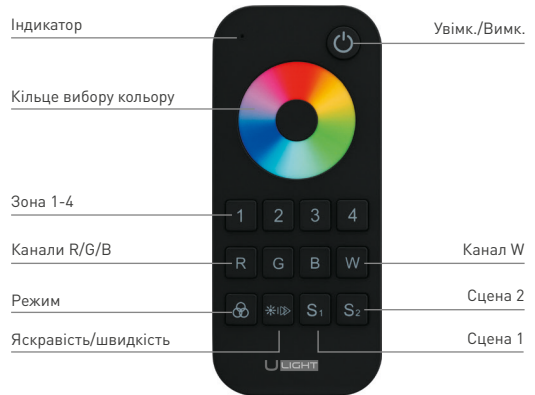 Індикатор
Увімк./Вимк.
Кільце вибору кольору
Зона 1-4
1 2 3 4
Канали R/G/B
Канал W
R G B W
Режим
Сцена 2
S1 S2
Яскравість/швидкість
Сцена 1
U LIGHT